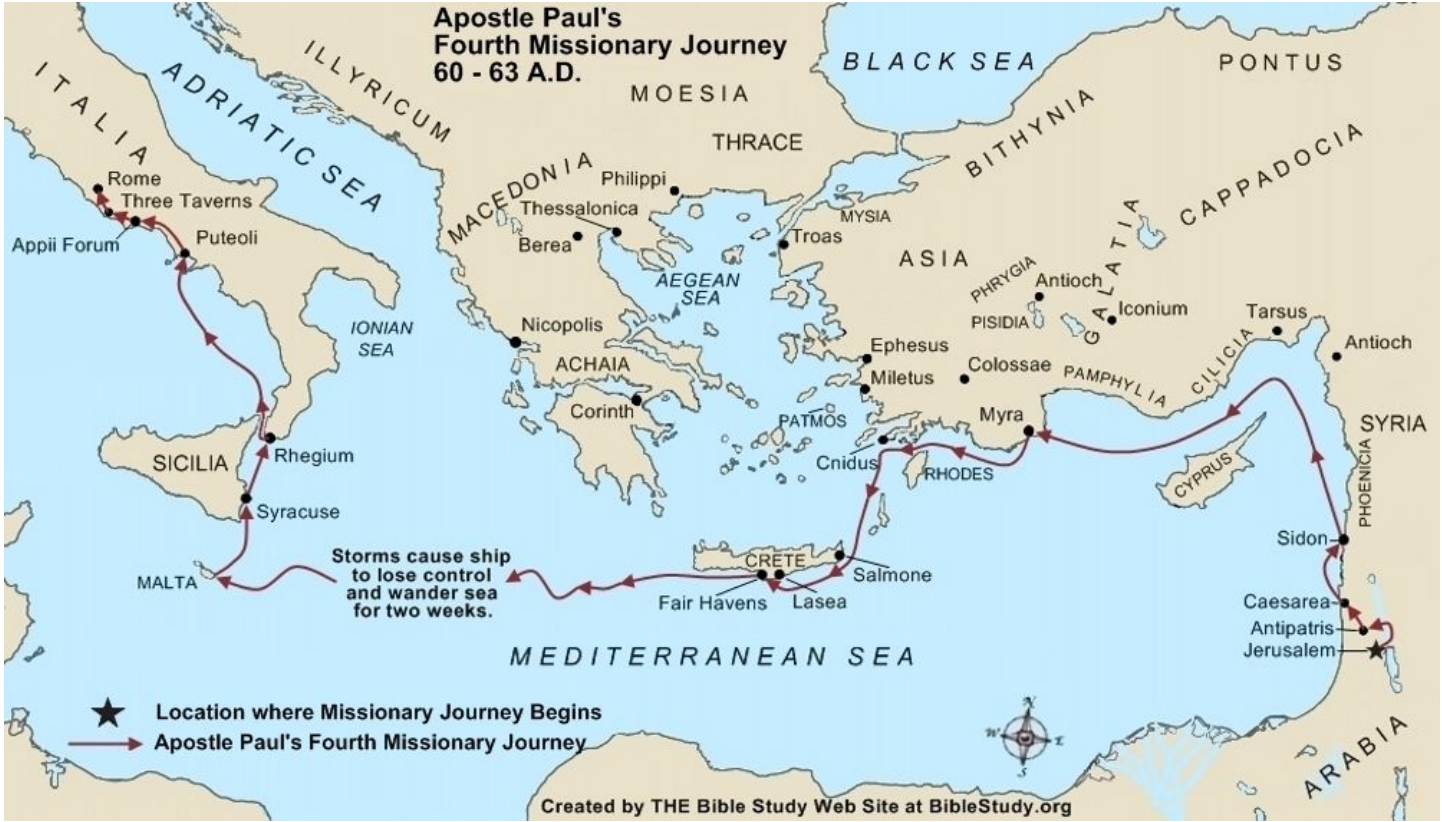 Apostle Paul's
Fourth Missionary Journey
60 - 63 A.D.
BLACK SEA
PONTUS
ITALIA
ADRIATIC SEA
ILLYRICUM
MOESIA
THRACE
BITHYNIA
CAPPADOCIA
MACEDONIA
Philippi
Thessalonica
Berea
MYSIA
Troas
Rome
Three Taverns
Appii Forum
Puteoli
AEGEAN
SEA
ASIA
PHRYGIA
Antioch
GALATIA
PISIDIA
Iconium
Tarsus
IONIAN
SEA
Nicopolis
ACHAIA
Corinth
Ephesus
Miletus
Colossae
PAMPHYLIA
CILICIA
Antioch
PATMOS
Myra
SYRIA
SICILIA
Rhegium
Cnidus
RHODES
CYPRUS
PHOENICIA
Syracuse
Sidon
MALTA
Storms cause ship
to lose control
and wander sea
for two weeks.
CRETE
Salmone
Fair Havens
Lasea
Caesarea
Antipatris
Jerusalem
MEDITERRANEAN SEA
Location where Missionary Journey Begins
Apostle Paul's Fourth Missionary Journey
N
W
E
S
ARABIA
Created by THE Bible Study Web Site at BibleStudy.org